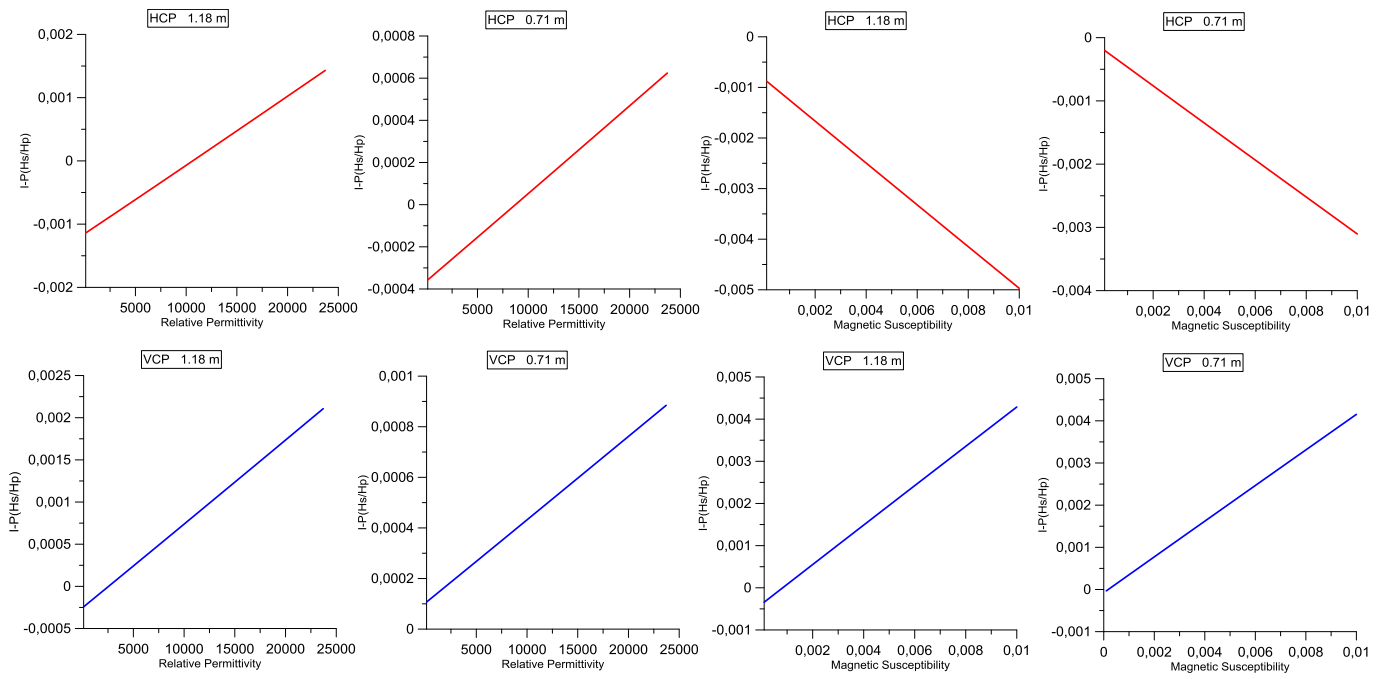 HCP 1.18 m
0,002
0,001
0
-0,001
-0,002
I-P(Hs/Hp)
5000 10000 15000 20000 25000
Relative Permittivity
HCP 0.71 m
0,0008
0,0006
0,0004
0,0002
0
-0,0002
-0,0004
I-P(Hs/Hp)
5000 10000 15000 20000 25000
Relative Permittivity
HCP 1.18 m
0
-0,001
-0,002
-0,003
-0,004
-0,005
I-P(Hs/Hp)
0,002 0,004 0,006 0,008 0,01
Magnetic Susceptibility
HCP 0.71 m
0
-0,001
-0,002
-0,003
-0,004
I-P(Hs/Hp)
0,002 0,004 0,006 0,008 0,01
Magnetic Susceptibility
VCP 1.18 m
0,0025
0,002
0,0015
0,001
0,0005
0
-0,0005
I-P(Hs/Hp)
5000 10000 15000 20000 25000
Relative Permittivity
VCP 0.71 m
0,001
0,0008
0,0006
0,0004
0,0002
0
I-P(Hs/Hp)
5000 10000 15000 20000 25000
Relative Permittivity
VCP 1.18 m
0,005
0,004
0,003
0,002
0,001
0
-0,001
I-P(Hs/Hp)
0,002 0,004 0,006 0,008 0,01
Magnetic Susceptibility
VCP 0.71 m
0,005
0,004
0,003
0,002
0,001
0
-0,001
I-P(Hs/Hp)
0 0,002 0,004 0,006 0,008 0,01
Magnetic Susceptibility